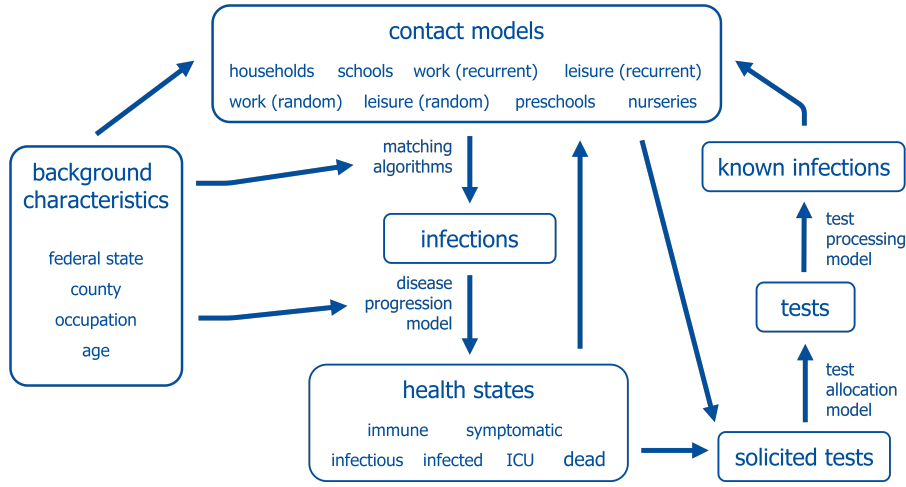 contact models
households schools work (recurrent) leisure (recurrent)
work (random) leisure (random) preschools nurseries
background
characteristics
federal state
county
occupation
age
matching
algorithms
infections
disease
progression
model
health states
immune symptomatic
infectious infected ICU dead
known infections
test
processing
model
tests
test
allocation
model
solicited tests